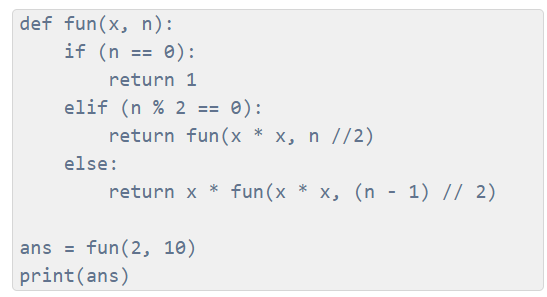 def fun(x, n):
    if (n == 0):
        return 1
    elif (n % 2 == 0):
        return fun(x * x, n //2)
    else:
        return x * fun(x * x, (n - 1) // 2)

ans = fun(2, 10)
print(ans)